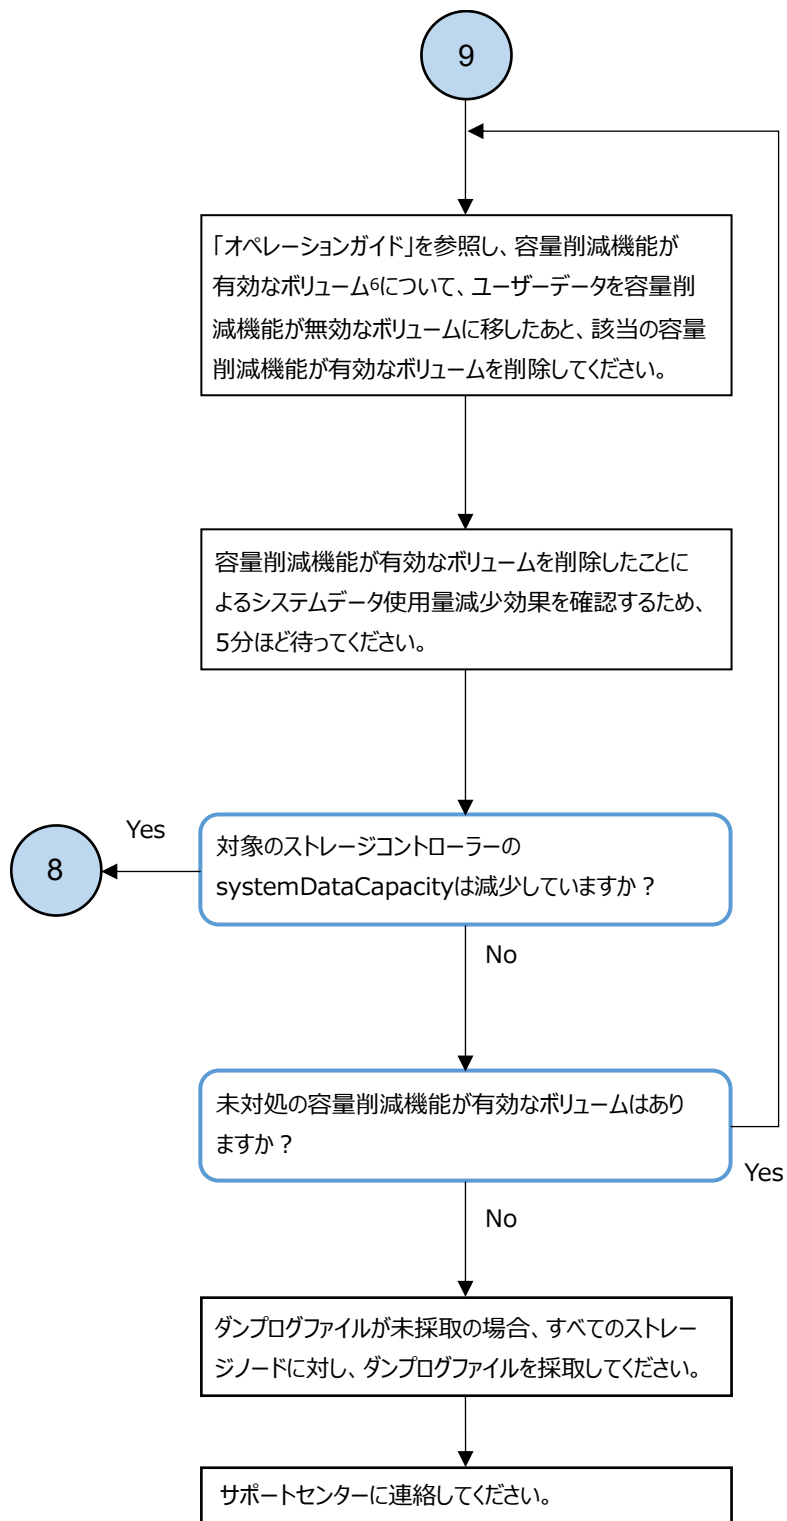 9
「オペレーションガイド」を参照し、容量削減機能が
有効なボリューム6について、ユーザーデータを容量削
減機能が無効なボリュームに移したあと、該当の容量
削減機能が有効なボリュームを削除してください。
容量削減機能が有効なボリュームを削除したことに
よるシステムデータ使用量減少効果を確認するため、
5分ほど待ってください。
Yes
8
対象のストレージコントローラーの
systemDataCapacityは減少していますか？
No
未対処の容量削減機能が有効なボリュームはあり
ますか？
Yes
No
ダンプログファイルが未採取の場合、すべてのストレー
ジノードに対し、ダンプログファイルを採取してください。
サポートセンターに連絡してください。